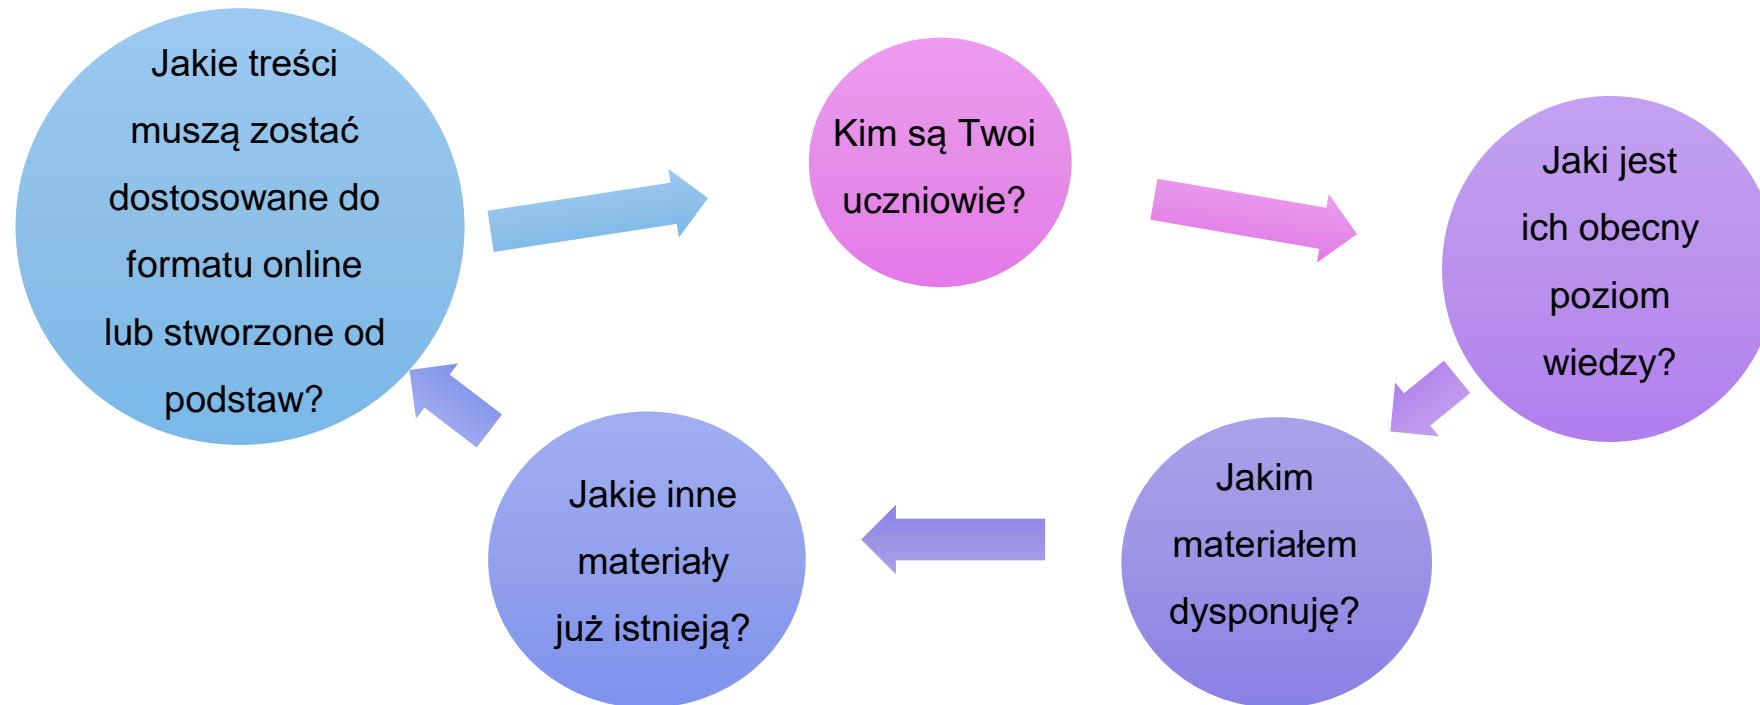 Jakie treści
muszą zostać
dostosowane do
formatu online
lub stworzone od
podstaw?
Kim są Twoi
uczniowie?
Jaki jest
ich obecny
poziom
wiedzy?
Jakim
materiałem
dysponuję?
Jakie inne
materiały
już istnieją?